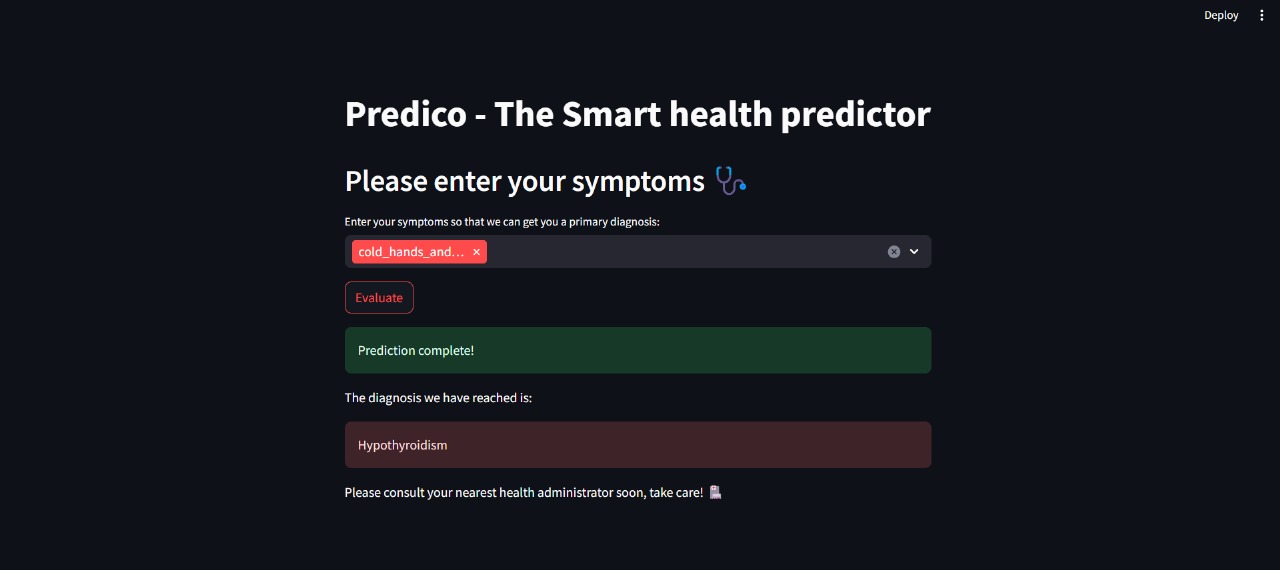 Deploy
Predico - The Smart health predictor
Please enter your symptoms
Enter your symptoms so that we can get you a primary diagnosis:
cold_hands_and...
Evaluate
Prediction complete!
The diagnosis we have reached is:
Hypothyroidism
Please consult your nearest health administrator soon, take care!